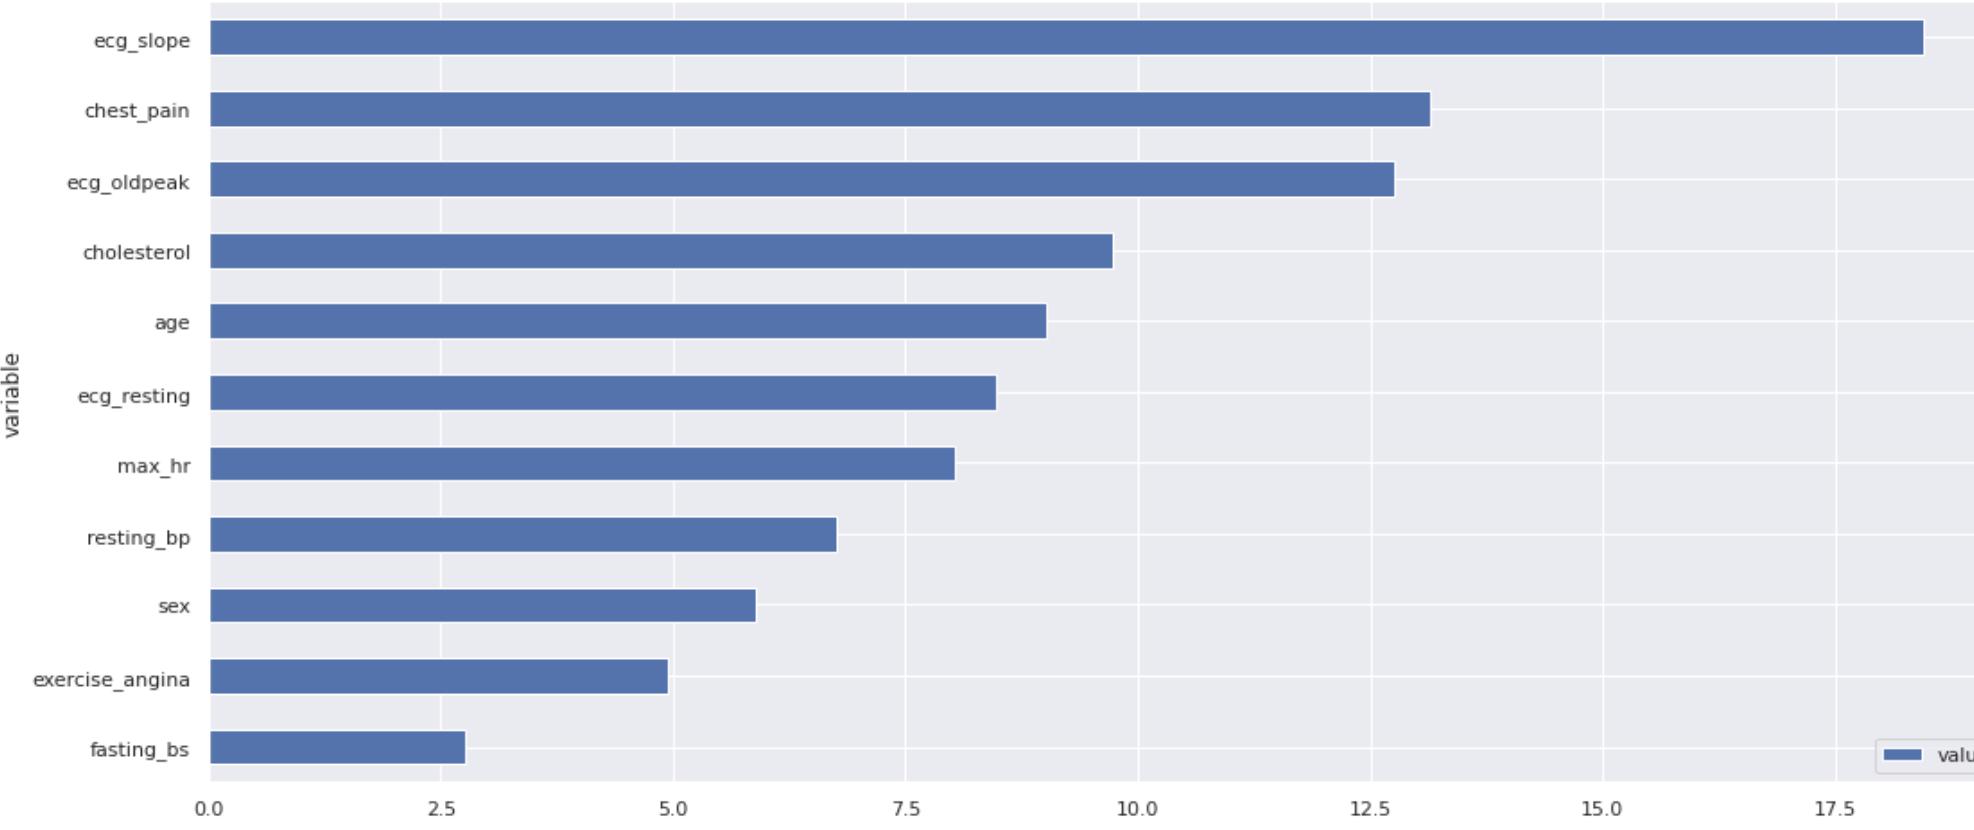 ecg_slope
chest_pain
ecg_oldpeak
cholesterol
age
ecg_resting
max_hr
resting_bp
sex
exercise_angina
fasting_bs
variable
valu
0.0 2.5 5.0 7.5 10.0 12.5 15.0 17.5